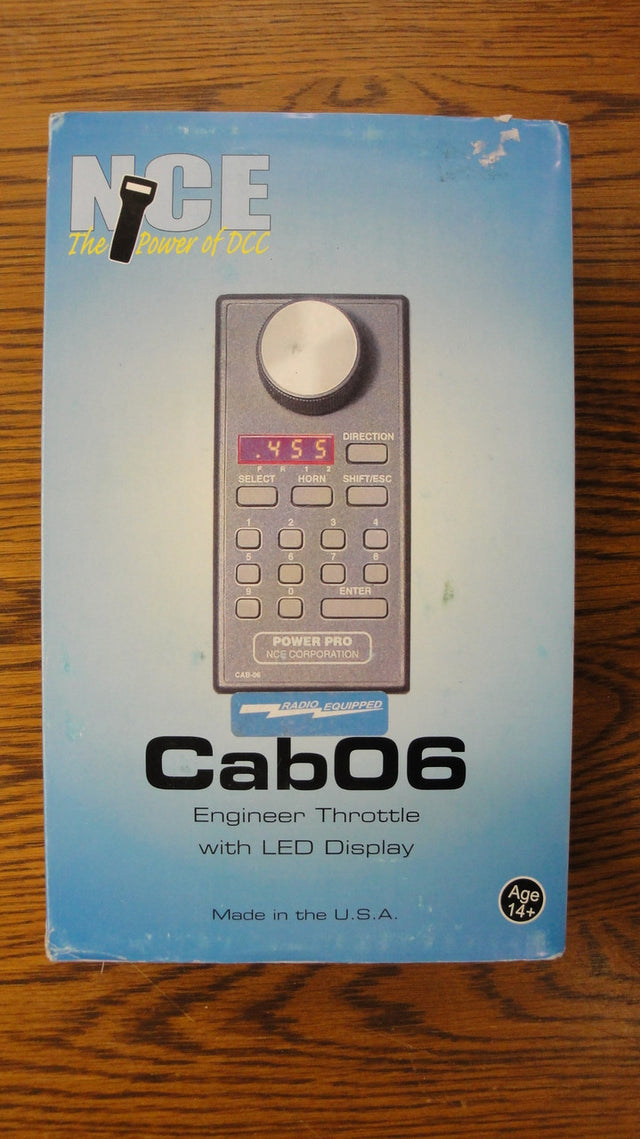 NCE
The Power of DCC
.455
DIRECTION
F R 1 2
SELECT HORN SHIFT/ESC
1 2 3 4
5 6 7 8
9 0 ENTER
POWER PRO
NCE CORPORATION
CAB-06
RADIO EQUIPPED
Cab06
Engineer Throttle
with LED Display
Made in the U.S.A.
Age
14+